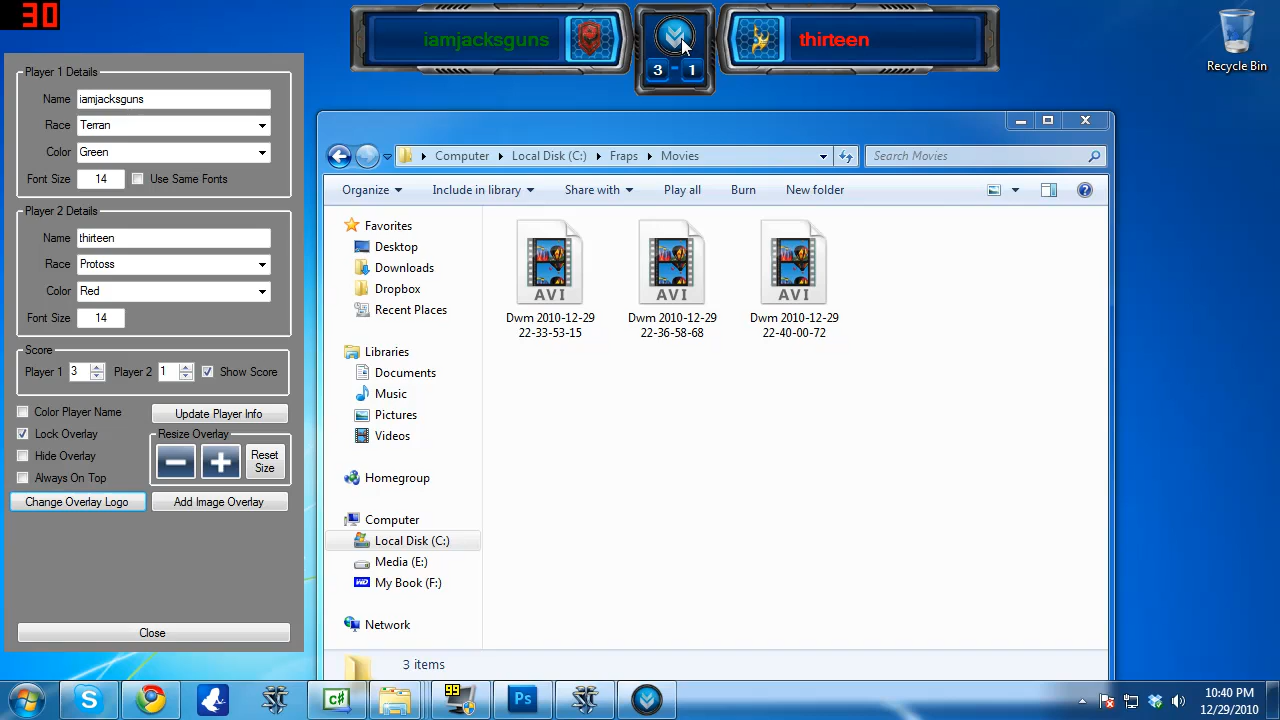 30
iamjacksguns
thirteen
3 - 1
Recycle Bin
Player 1 Details
Name iamjacksguns
Race Terran
Color Green
Font Size 14 Use Same Fonts
Player 2 Details
Name thirteen
Race Protoss
Color Red
Font Size 14
Score
Player 1 3 Player 2 1 Show Score
Color Player Name Update Player Info
Lock Overlay Resize Overlay
Hide Overlay
Always On Top
Reset
Size
Change Overlay Logo Add Image Overlay
Close
Computer Local Disk (C:) Fraps Movies Search Movies
Organize Include in library Share with Play all Burn New folder
Favorites
Desktop
Downloads
Dropbox
Recent Places
Libraries
Documents
Music
Pictures
Videos
Homegroup
Computer
Local Disk (C:)
Media (E:)
WD My Book (F:)
Network
AVI
Dwm 2010-12-29
22-33-53-15
AVI
Dwm 2010-12-29
22-36-58-68
AVI
Dwm 2010-12-29
22-40-00-72
3 items
S
C#
99
Ps
10:40 PM
12/29/2010